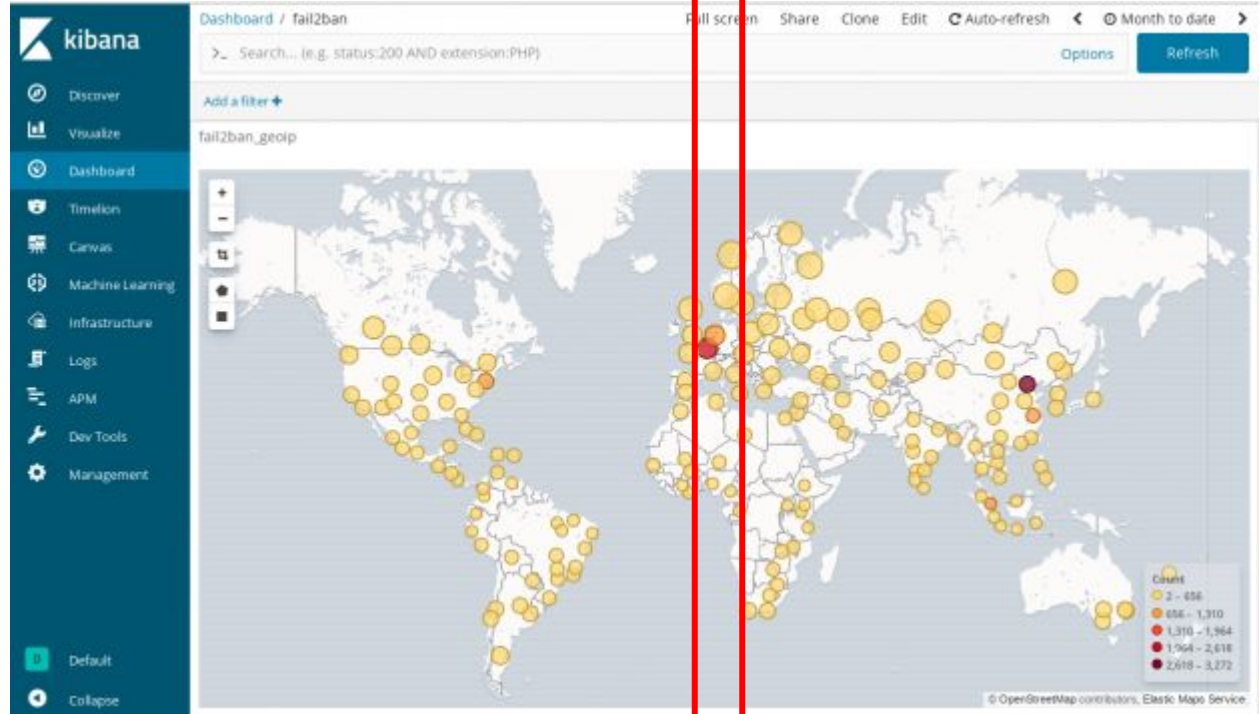 kibana
Discover
Visualize
Dashboard
Timelion
Canvas
Machine Learning
Infrastructure
Logs
APM
Dev Tools
Management
D Default
Collapse
Dashboard / fail2ban
Full screen Share Clone Edit Auto-refresh Month to date
>_ Search... (e.g. status:200 AND extension:PHP) Options Refresh
Add a filter +
fail2ban_geoip
+
−
Count
2 – 656
656 – 1,310
1,310 – 1,964
1,964 – 2,618
2,618 – 3,272
© OpenStreetMap contributors, Elastic Maps Service